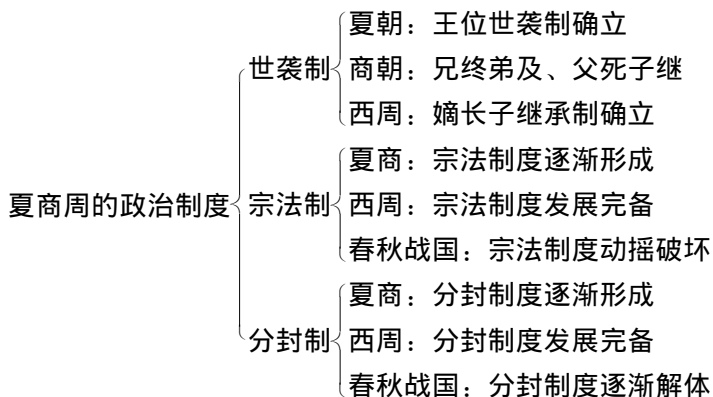 夏商周的政治制度
世袭制
夏朝：王位世袭制确立
商朝：兄终弟及、父死子继
西周：嫡长子继承制确立
宗法制
夏商：宗法制度逐渐形成
西周：宗法制度发展完备
春秋战国：宗法制度动摇破坏
分封制
夏商：分封制度逐渐形成
西周：分封制度发展完备
春秋战国：分封制度逐渐解体